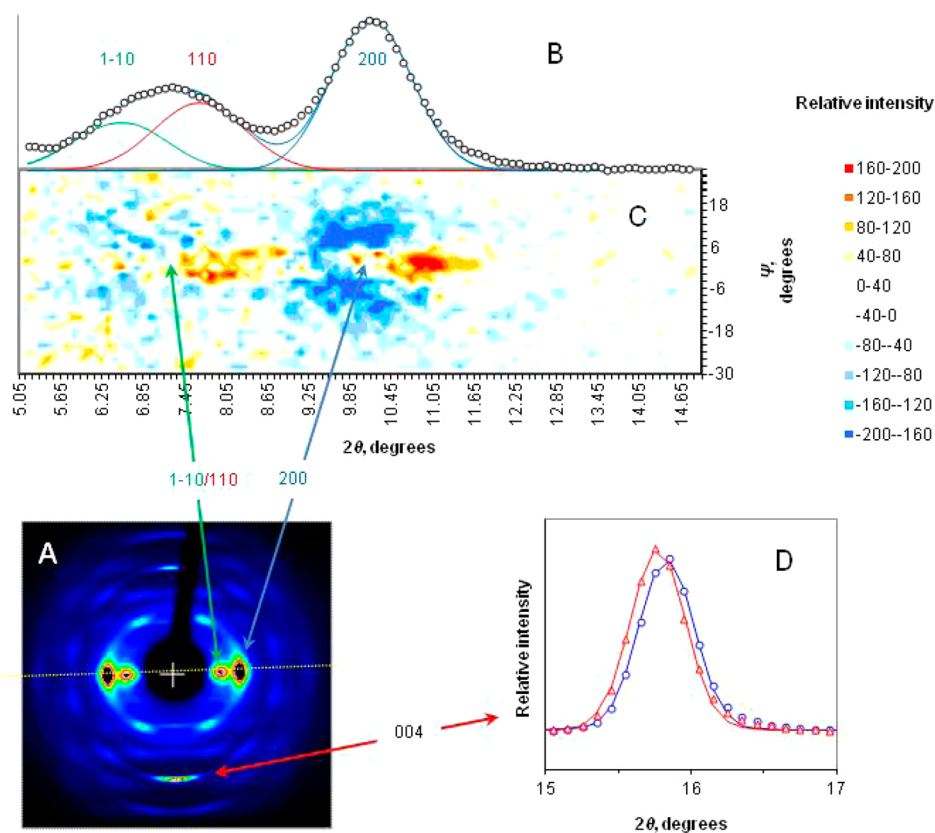 B
1-10 110 200
Relative intensity
C
18
6
-6
-18
-30
Ψ, degrees
160-200
120-160
80-120
40-80
0-40
-40-0
-80--40
-120--80
-160--120
-200--160
5.05 5.65 6.25 6.85 7.45 8.05 8.65 9.25 9.85 10.45 11.05 11.65 12.25 12.85 13.45 14.05 14.65
2θ, degrees
1-10/110 200
A
D
Relative intensity
004
15 16 17
2θ, degrees